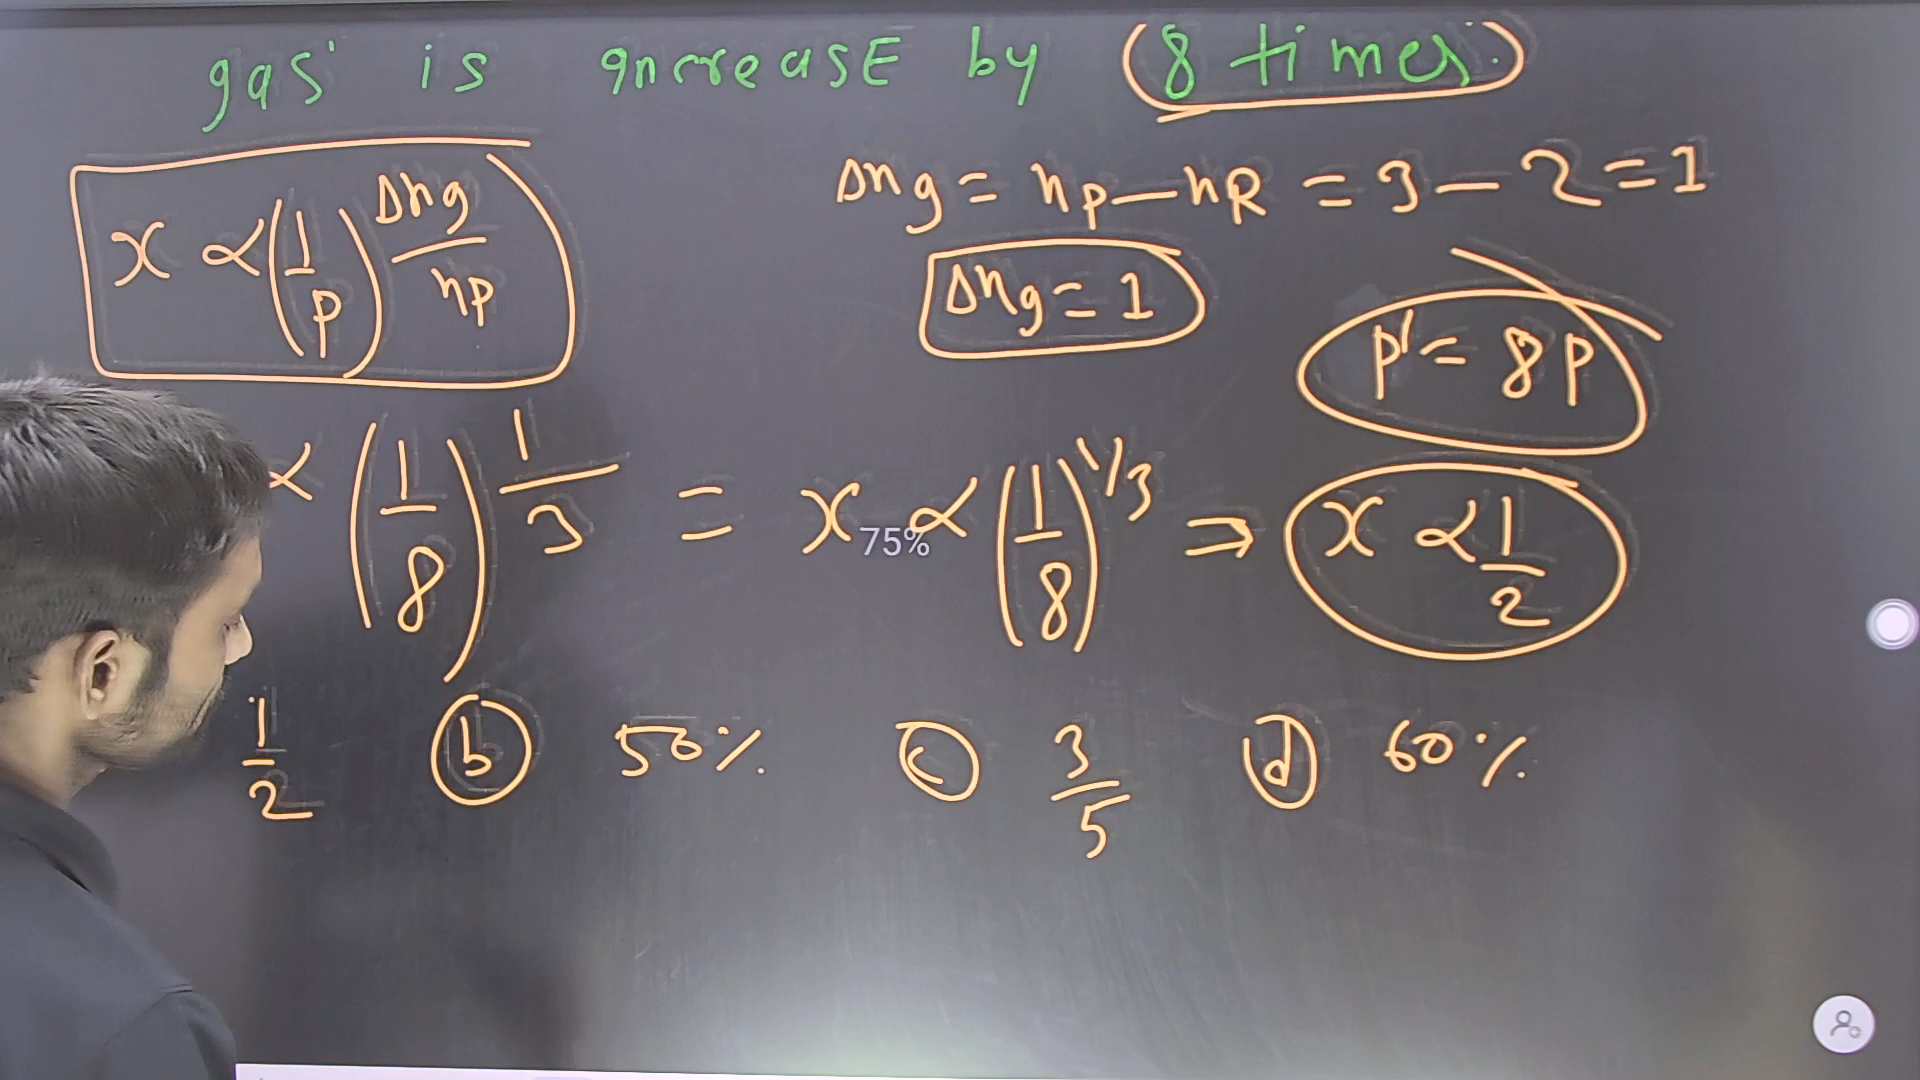 gas is increase by (8 times.)
x ∝ (1/P)^(Δng/np)
Δng = np – nR = 3 – 2 = 1
Δng = 1
P' = 8P
∝ (1/8)^(1/3) = x ∝ (1/8)^(1/3) ⇒ x ∝ 1/2
75%
1/2 (b) 50%. (c) 3/5 (d) 60%.